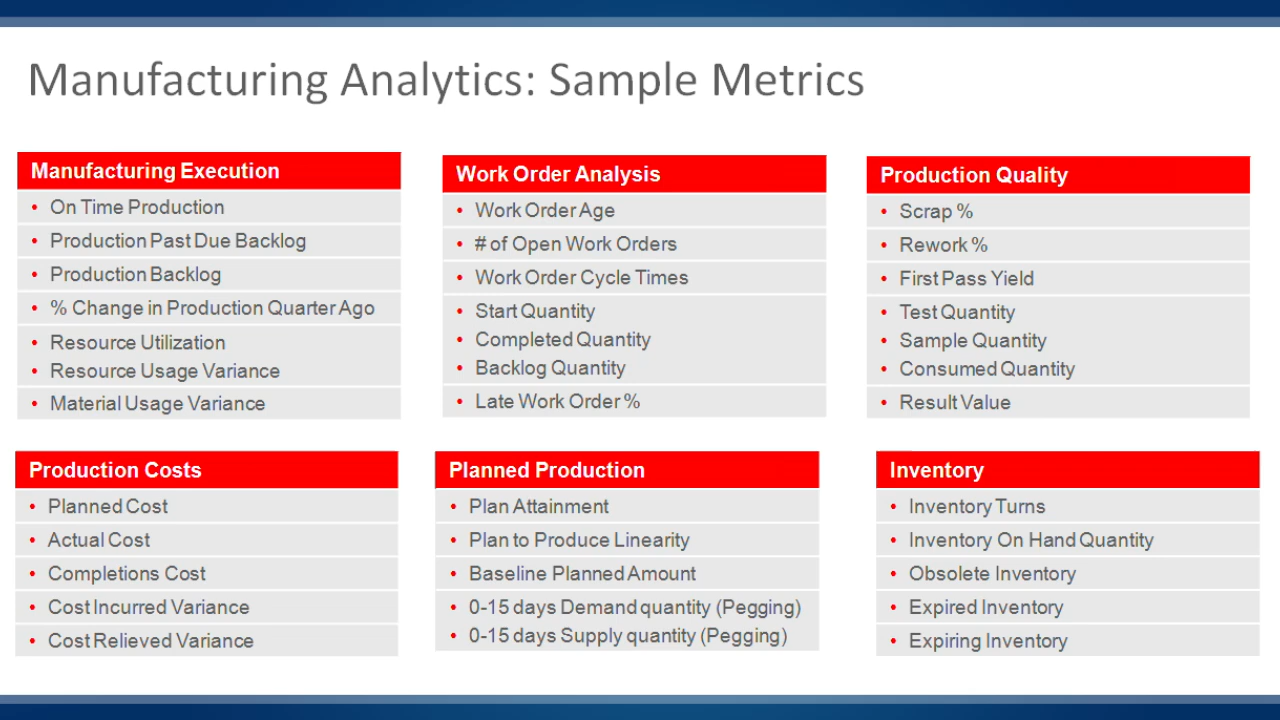 Manufacturing Analytics: Sample Metrics
Manufacturing Execution
• On Time Production
• Production Past Due Backlog
• Production Backlog
• % Change in Production Quarter Ago
• Resource Utilization
• Resource Usage Variance
• Material Usage Variance
Work Order Analysis
• Work Order Age
• # of Open Work Orders
• Work Order Cycle Times
• Start Quantity
• Completed Quantity
• Backlog Quantity
• Late Work Order %
Production Quality
• Scrap %
• Rework %
• First Pass Yield
• Test Quantity
• Sample Quantity
• Consumed Quantity
• Result Value
Production Costs
• Planned Cost
• Actual Cost
• Completions Cost
• Cost Incurred Variance
• Cost Relieved Variance
Planned Production
• Plan Attainment
• Plan to Produce Linearity
• Baseline Planned Amount
• 0-15 days Demand quantity (Pegging)
• 0-15 days Supply quantity (Pegging)
Inventory
• Inventory Turns
• Inventory On Hand Quantity
• Obsolete Inventory
• Expired Inventory
• Expiring Inventory